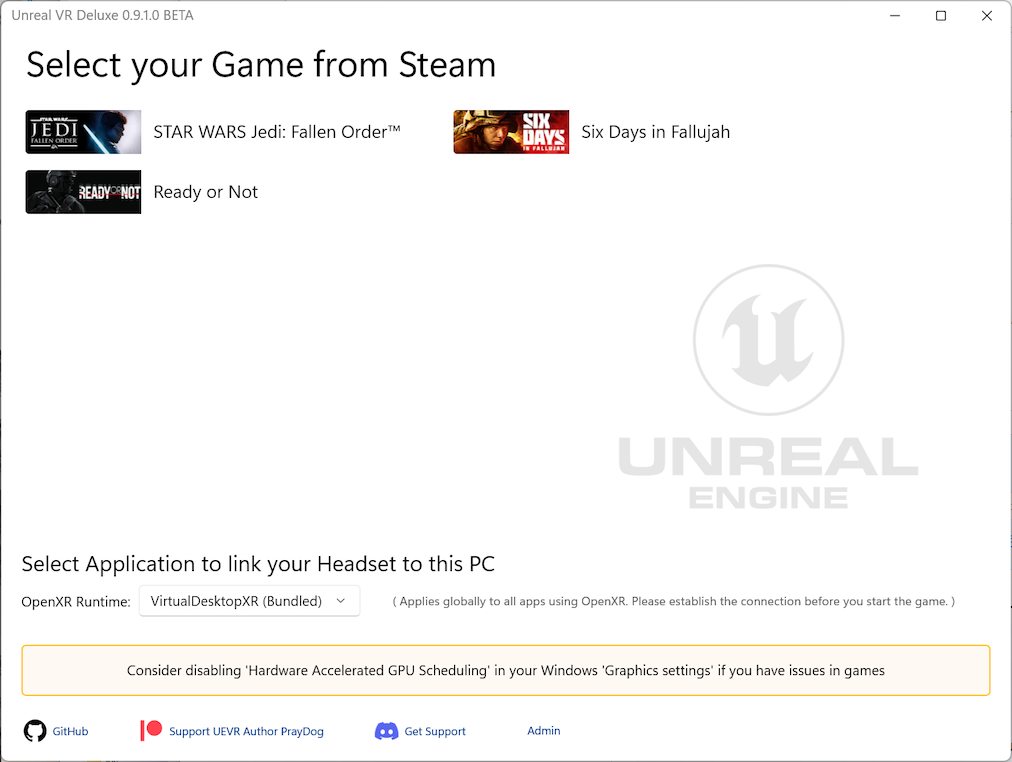 Unreal VR Deluxe 0.9.1.0 BETA
Select your Game from Steam
STAR WARS
JEDI
FALLEN ORDER
STAR WARS Jedi: Fallen Order™
SIX
DAYS
IN FALLUJAH
Six Days in Fallujah
READY OR NOT
Ready or Not
UNREAL
ENGINE
Select Application to link your Headset to this PC
OpenXR Runtime: VirtualDesktopXR (Bundled) ( Applies globally to all apps using OpenXR. Please establish the connection before you start the game. )
Consider disabling 'Hardware Accelerated GPU Scheduling' in your Windows 'Graphics settings' if you have issues in games
GitHub Support UEVR Author PrayDog Get Support Admin